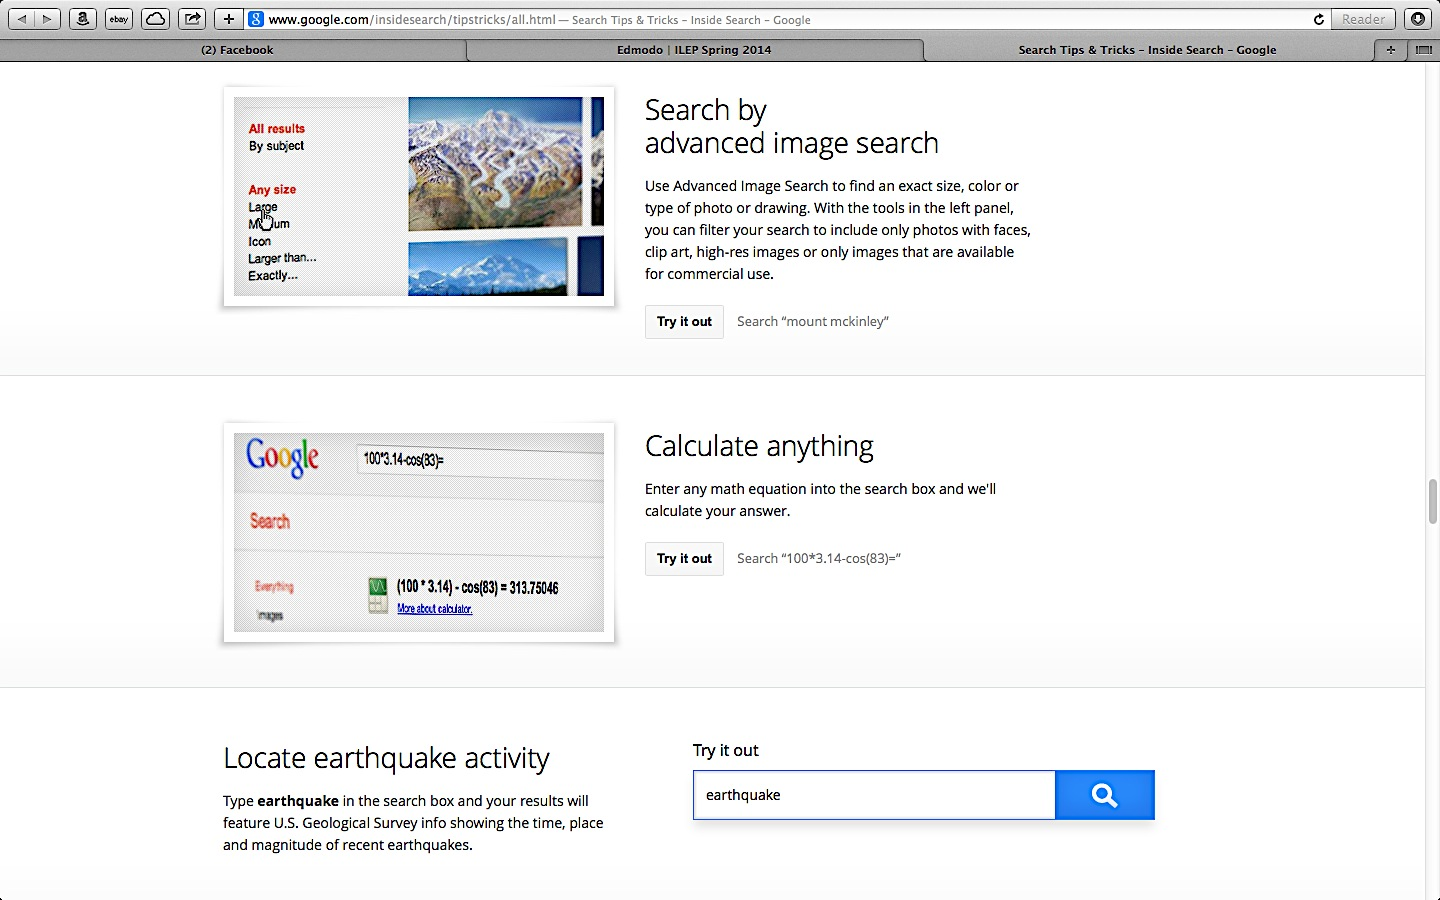 ebay
www.google.com/insidesearch/tipstricks/all.html — Search Tips & Tricks – Inside Search – Google
Reader
(2) Facebook
Edmodo | ILEP Spring 2014
Search Tips & Tricks – Inside Search – Google
All results
By subject
Any size
Large
Icon
Larger than...
Exactly...
Search by
advanced image search
Use Advanced Image Search to find an exact size, color or
type of photo or drawing. With the tools in the left panel,
you can filter your search to include only photos with faces,
clip art, high-res images or only images that are available
for commercial use.
Try it out
Search “mount mckinley”
Google
100*3.14-cos(83)=
Search
Everything
Images
(100 * 3.14) - cos(83) = 313.75046
More about calculator.
Calculate anything
Enter any math equation into the search box and we'll
calculate your answer.
Try it out
Search “100*3.14-cos(83)=”
Locate earthquake activity
Type earthquake in the search box and your results will
feature U.S. Geological Survey info showing the time, place
and magnitude of recent earthquakes.
Try it out
earthquake